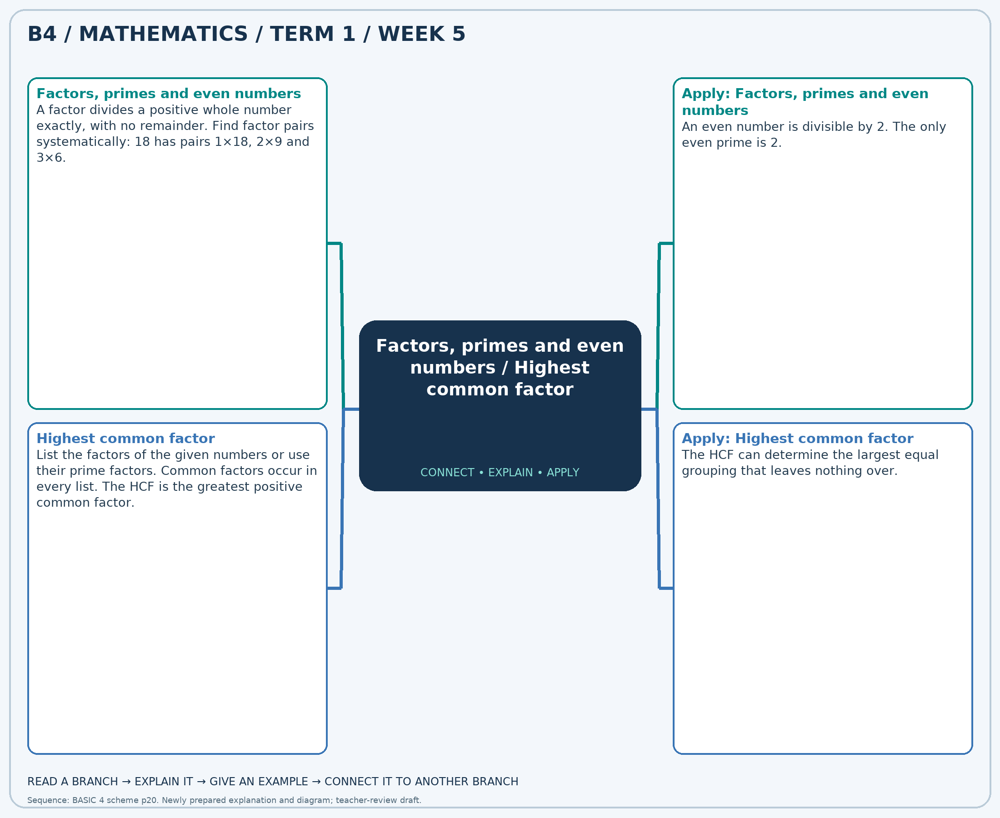 B4 / MATHEMATICS / TERM 1 / WEEK 5
Factors, primes and even numbers
A factor divides a positive whole number
exactly, with no remainder. Find factor pairs
systematically: 18 has pairs 1×18, 2×9 and
3×6.
Apply: Factors, primes and even
numbers
An even number is divisible by 2. The only
even prime is 2.
Factors, primes and even
numbers / Highest
common factor
CONNECT • EXPLAIN • APPLY
Highest common factor
List the factors of the given numbers or use
their prime factors. Common factors occur in
every list. The HCF is the greatest positive
common factor.
Apply: Highest common factor
The HCF can determine the largest equal
grouping that leaves nothing over.
READ A BRANCH → EXPLAIN IT → GIVE AN EXAMPLE → CONNECT IT TO ANOTHER BRANCH
Sequence: BASIC 4 scheme p20. Newly prepared explanation and diagram; teacher-review draft.